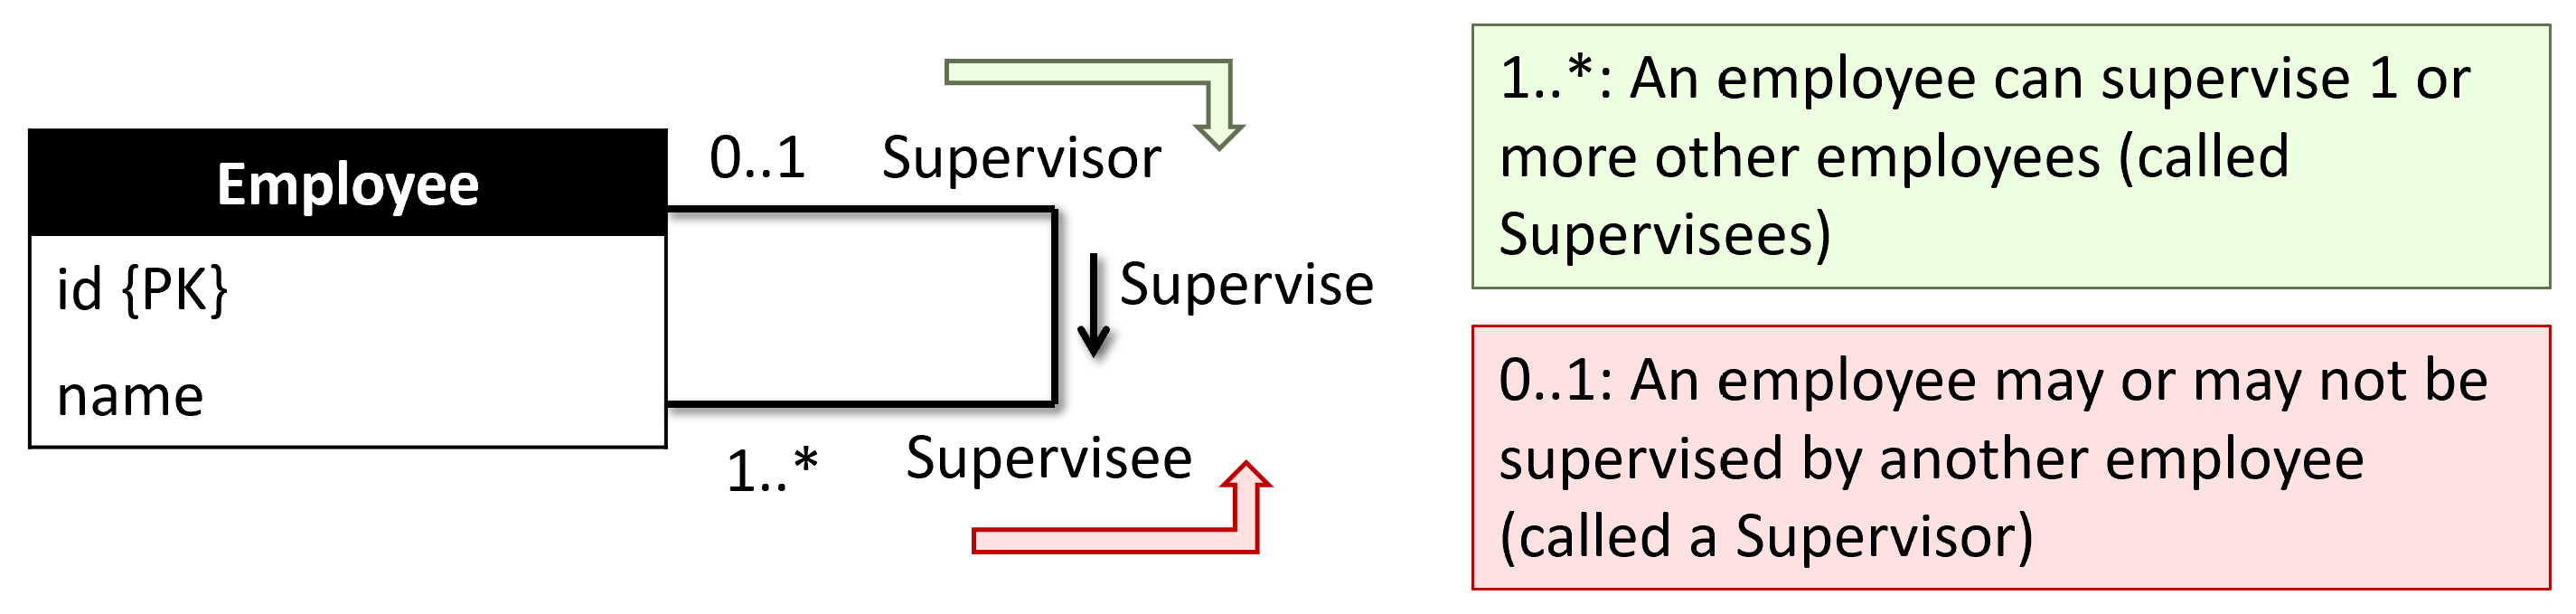 Employee
id {PK}
name
0..1
Supervisor
Supervise
1..*
Supervisee
1..*: An employee can supervise 1 or
more other employees (called
Supervisees)
0..1: An employee may or may not be
supervised by another employee
(called a Supervisor)